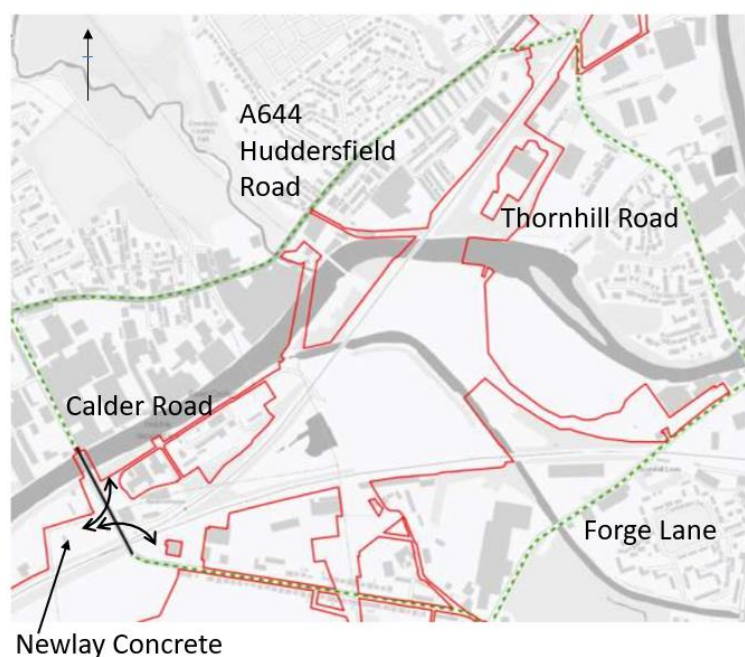 A644
Huddersfield
Road
Thornhill Road
Calder Road
Forge Lane
Newlay Concrete